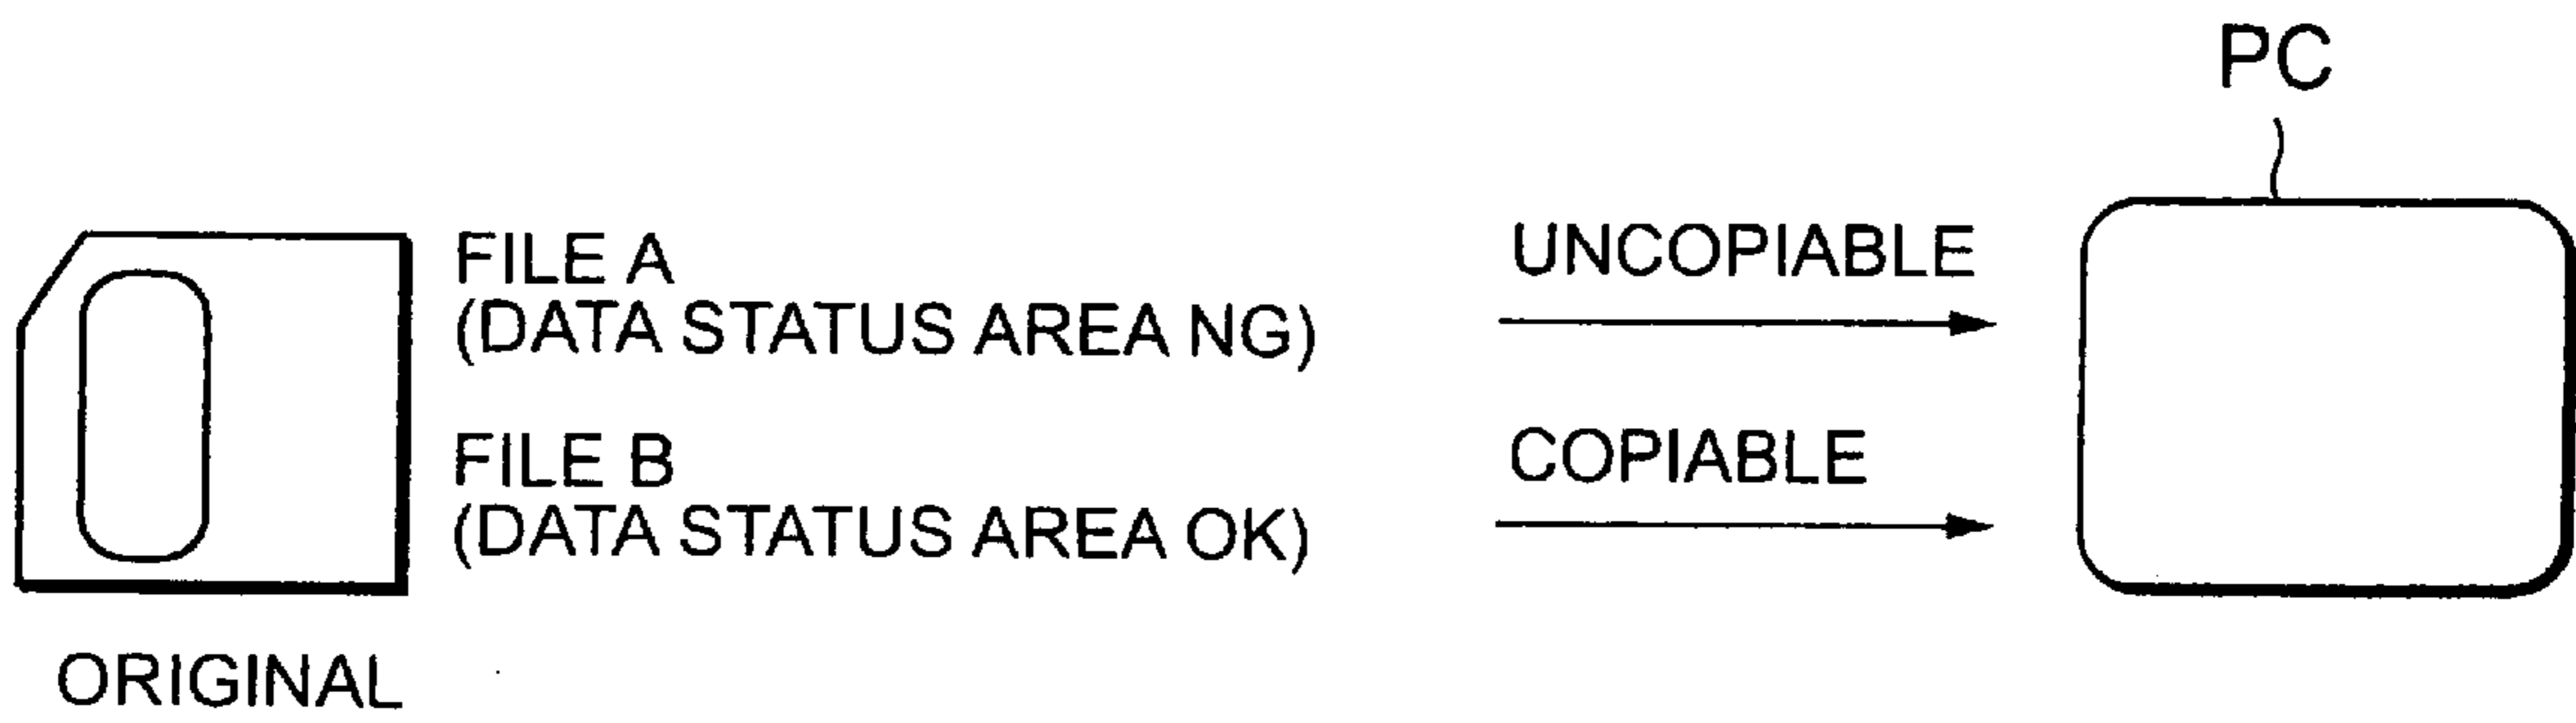 PC
FILE A
(DATA STATUS AREA NG)
UNCOPIABLE
FILE B
(DATA STATUS AREA OK)
COPIABLE
ORIGINAL